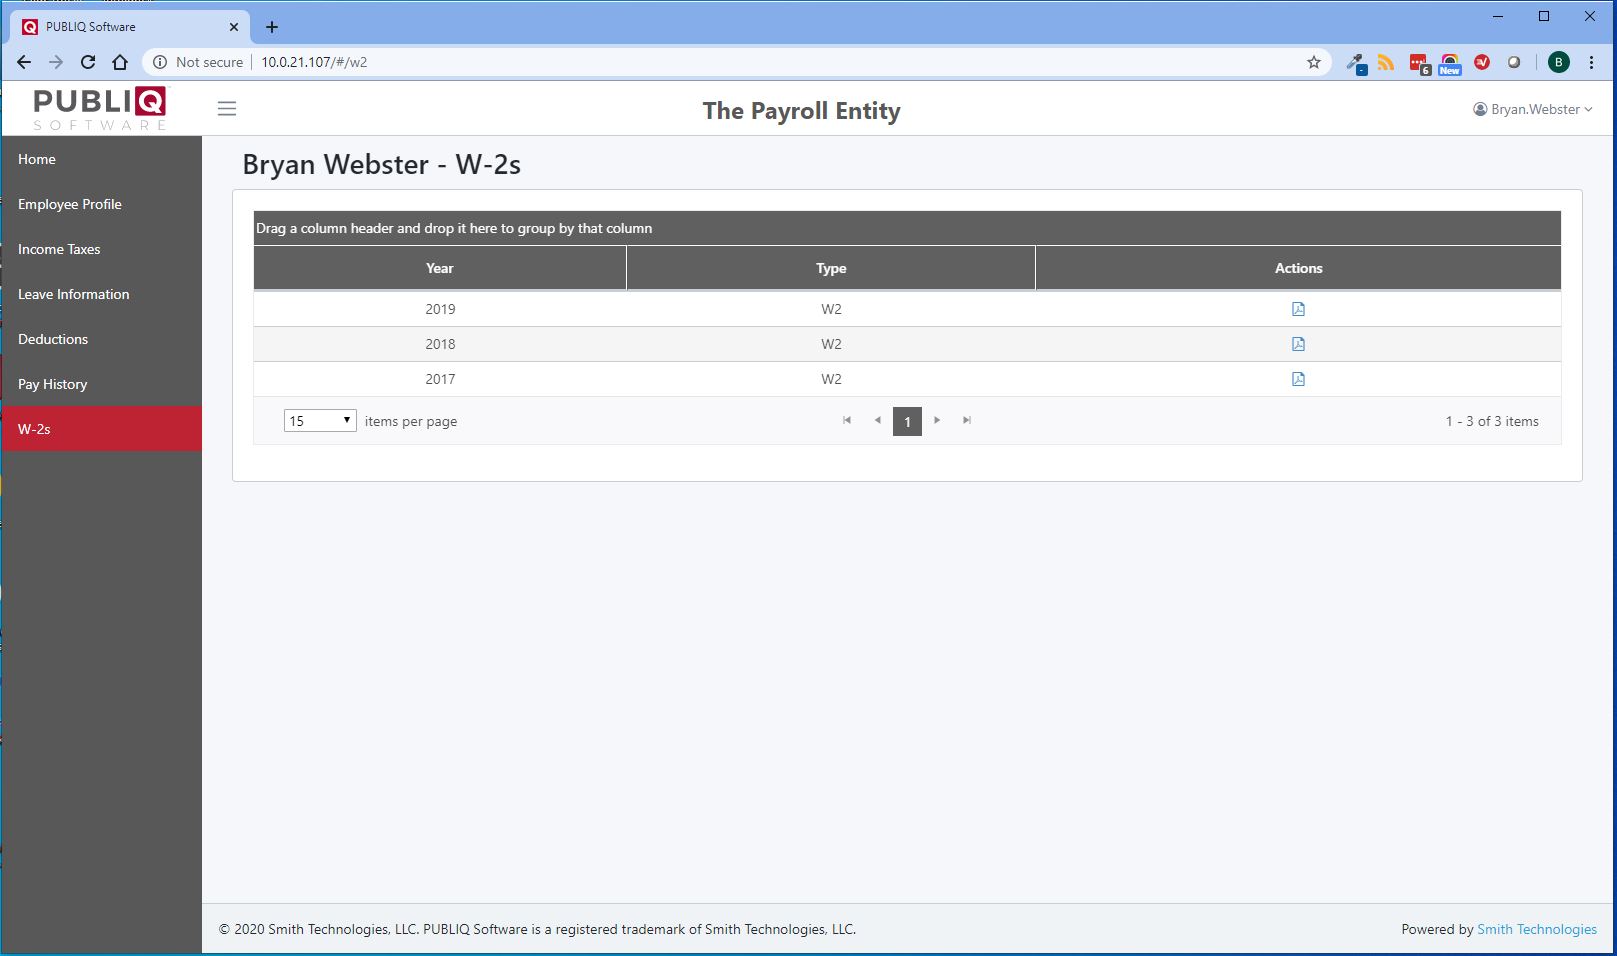 PUBLIQ Software
Not secure
10.0.21.107/#/w2
6
New
B
PUBLIQ
SOFTWARE
The Payroll Entity
Bryan.Webster
Home
Employee Profile
Income Taxes
Leave Information
Deductions
Pay History
W-2s
Bryan Webster - W-2s
Drag a column header and drop it here to group by that column
Year Type Actions
2019 W2
2018 W2
2017 W2
15 items per page 1 1 - 3 of 3 items
© 2020 Smith Technologies, LLC. PUBLIQ Software is a registered trademark of Smith Technologies, LLC.
Powered by Smith Technologies